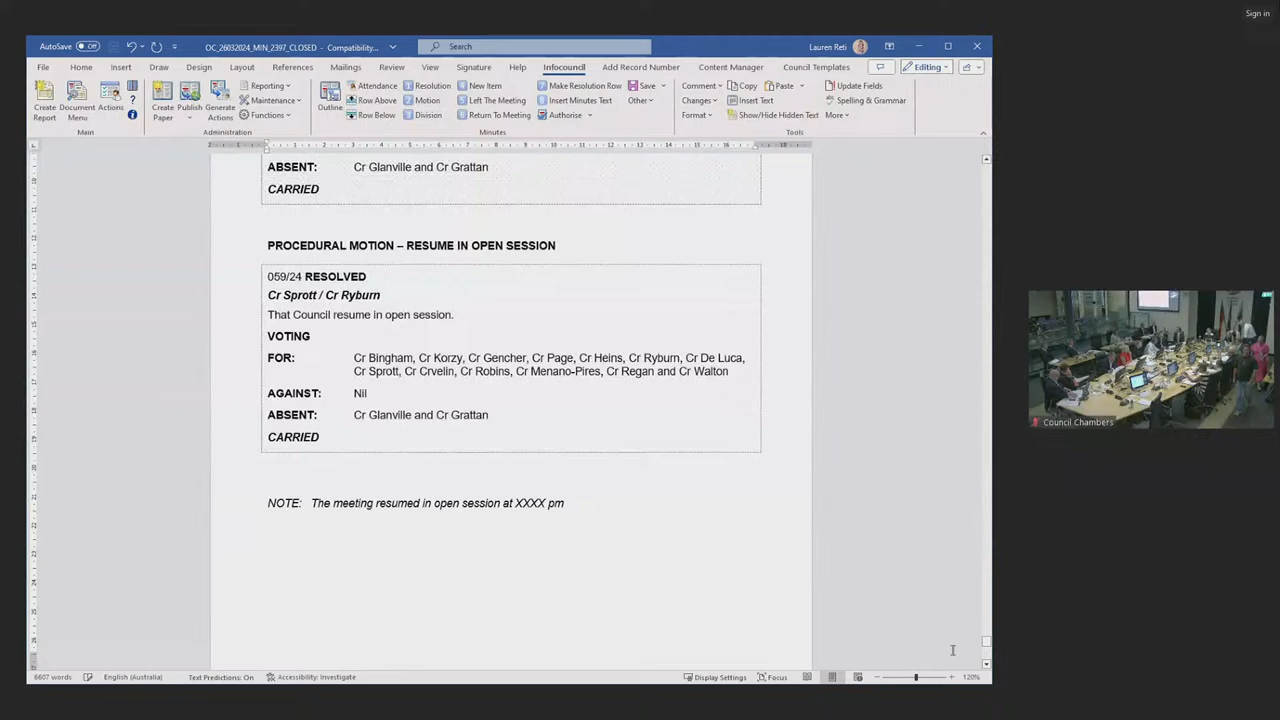 Sign in
AutoSave Off OC_26032024_MIN_2397_CLOSED - Compatibility... Search Lauren Reti
File Home Insert Draw Design Layout References Mailings Review View Signature Help Infocouncil Add Record Number Content Manager Council Templates Editing
Create Report Document Menu Actions Create Paper Publish Generate Actions Reporting Maintenance Functions Outline Attendance Row Above Row Below 1 Resolution 2 Motion 3 Division 4 New Item 5 Left The Meeting 6 Return To Meeting 7 Make Resolution Row 8 Insert Minutes Text Authorise Save Other Comment Changes Format Copy Insert Text Show/Hide Hidden Text Paste Update Fields Spelling & Grammar More
Main Administration Minutes Tools
ABSENT: Cr Glanville and Cr Grattan
CARRIED
PROCEDURAL MOTION – RESUME IN OPEN SESSION
059/24 RESOLVED
Cr Sprott / Cr Ryburn
That Council resume in open session.
VOTING
FOR: Cr Bingham, Cr Korzy, Cr Gencher, Cr Page, Cr Heins, Cr Ryburn, Cr De Luca,
Cr Sprott, Cr Crvelin, Cr Robins, Cr Menano-Pires, Cr Regan and Cr Walton
AGAINST: Nil
ABSENT: Cr Glanville and Cr Grattan
CARRIED
NOTE: The meeting resumed in open session at XXXX pm
Council Chambers
6607 words English (Australia) Text Predictions: On Accessibility: Investigate Display Settings Focus 120%